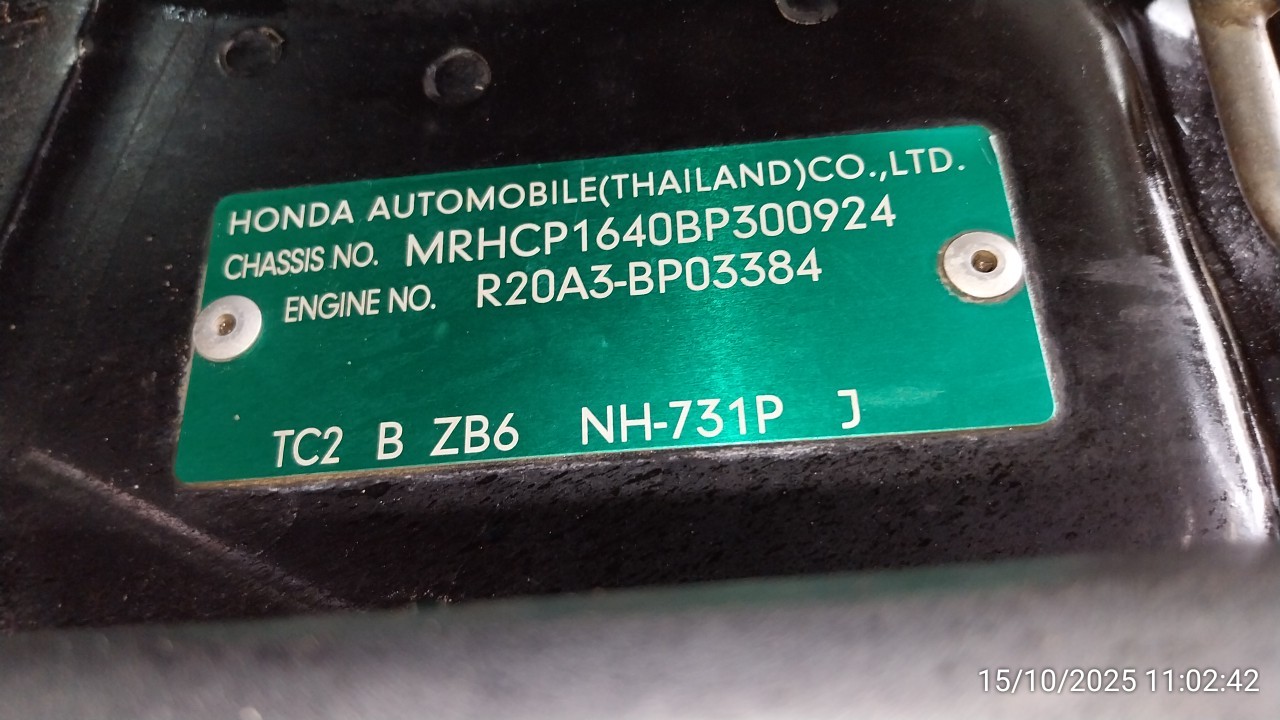 HONDA AUTOMOBILE(THAILAND)CO.,LTD.
CHASSIS NO. MRHCP1640BP300924
ENGINE NO. R20A3-BP03384
TC2 B ZB6 NH-731P J
15/10/2025 11:02:42